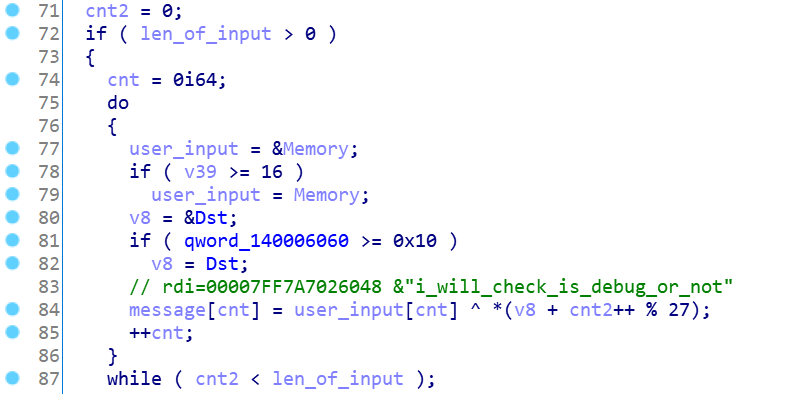 71 cnt2 = 0;
72 if ( len_of_input > 0 )
73 {
74 cnt = 0i64;
75 do
76 {
77 user_input = &Memory;
78 if ( v39 >= 16 )
79 user_input = Memory;
80 v8 = &Dst;
81 if ( qword_140006060 >= 0x10 )
82 v8 = Dst;
83 // rdi=00007FF7A7026048 &"i_will_check_is_debug_or_not"
84 message[cnt] = user_input[cnt] ^ *(v8 + cnt2++ % 27);
85 ++cnt;
86 }
87 while ( cnt2 < len_of_input );